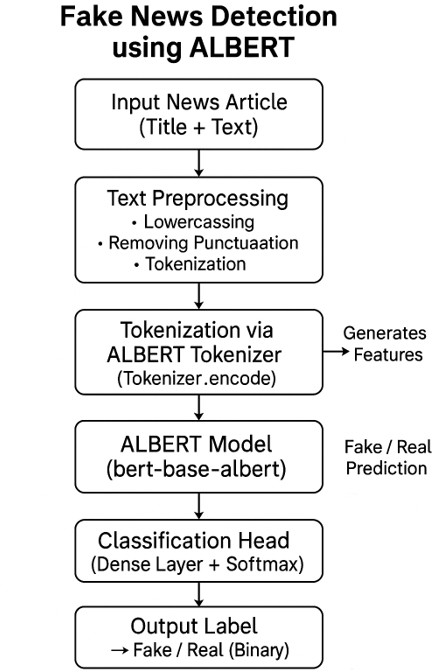 Fake News Detection
using ALBERT
Input News Article
(Title + Text)
Text Preprocessing
• Lowercassing
• Removing Punctuaation
• Tokenization
Tokenization via
ALBERT Tokenizer
(Tokenizer.encode)
Generates
Features
ALBERT Model
(bert-base-albert)
Fake / Real
Prediction
Classification Head
(Dense Layer + Softmax)
Output Label
→ Fake / Real (Binary)